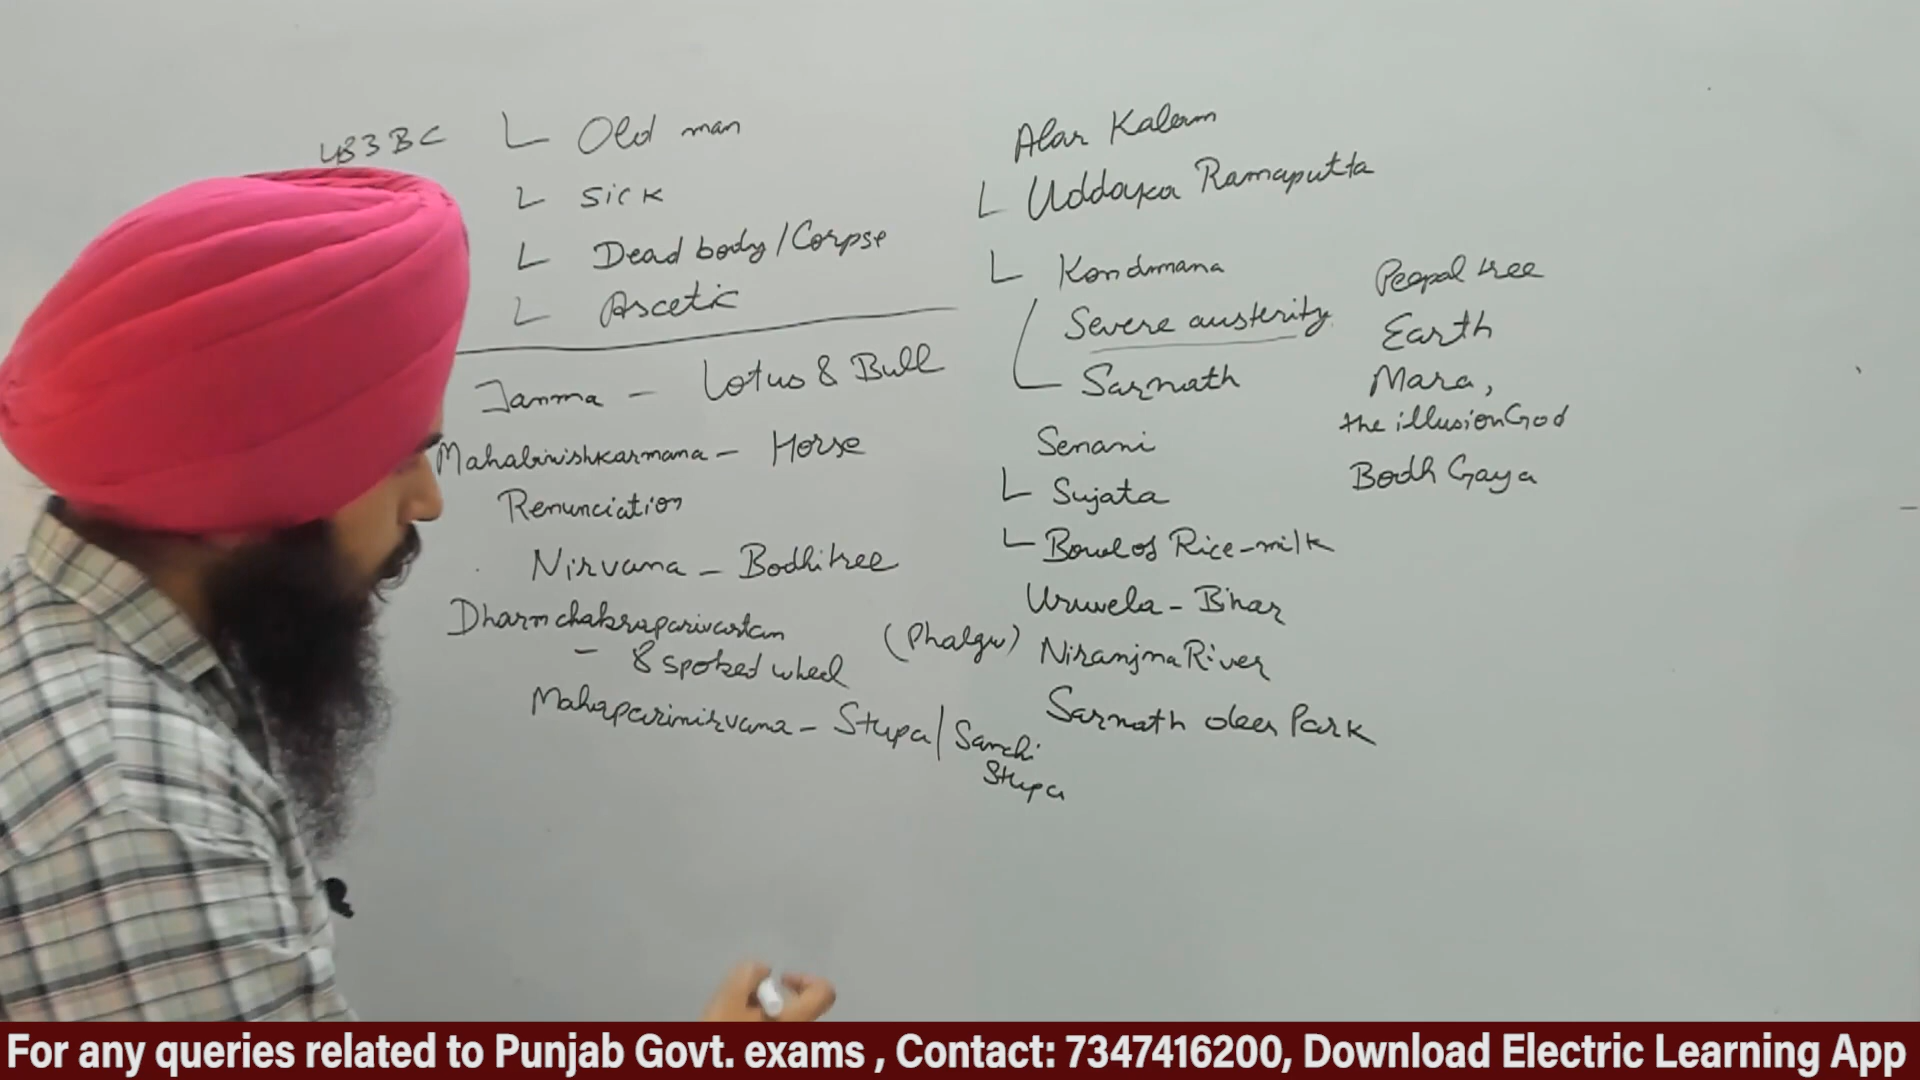 483 BC
Old man
Sick
Dead body/Corpse
Ascetic
Janma - Lotus & Bull
Mahabinishkarmana - Horse
Renunciation
Nirvana - Bodhitree
Dharmchakraparivartan
- 8 spoked wheel
Mahaparinirvana - Stupa/Sanchi
Stupa
Alar Kalam
Uddaka Ramaputta
Kondmana
Severe austerity
Sarnath
Senani
Sujata
Bowl of Rice-milk
Uruwela - Bihar
(Phalgu) Niranjna River
Sarnath deer Park
Peepal tree
Earth
Mara,
the illusion God
Bodh Gaya
For any queries related to Punjab Govt. exams , Contact: 7347416200, Download Electric Learning App